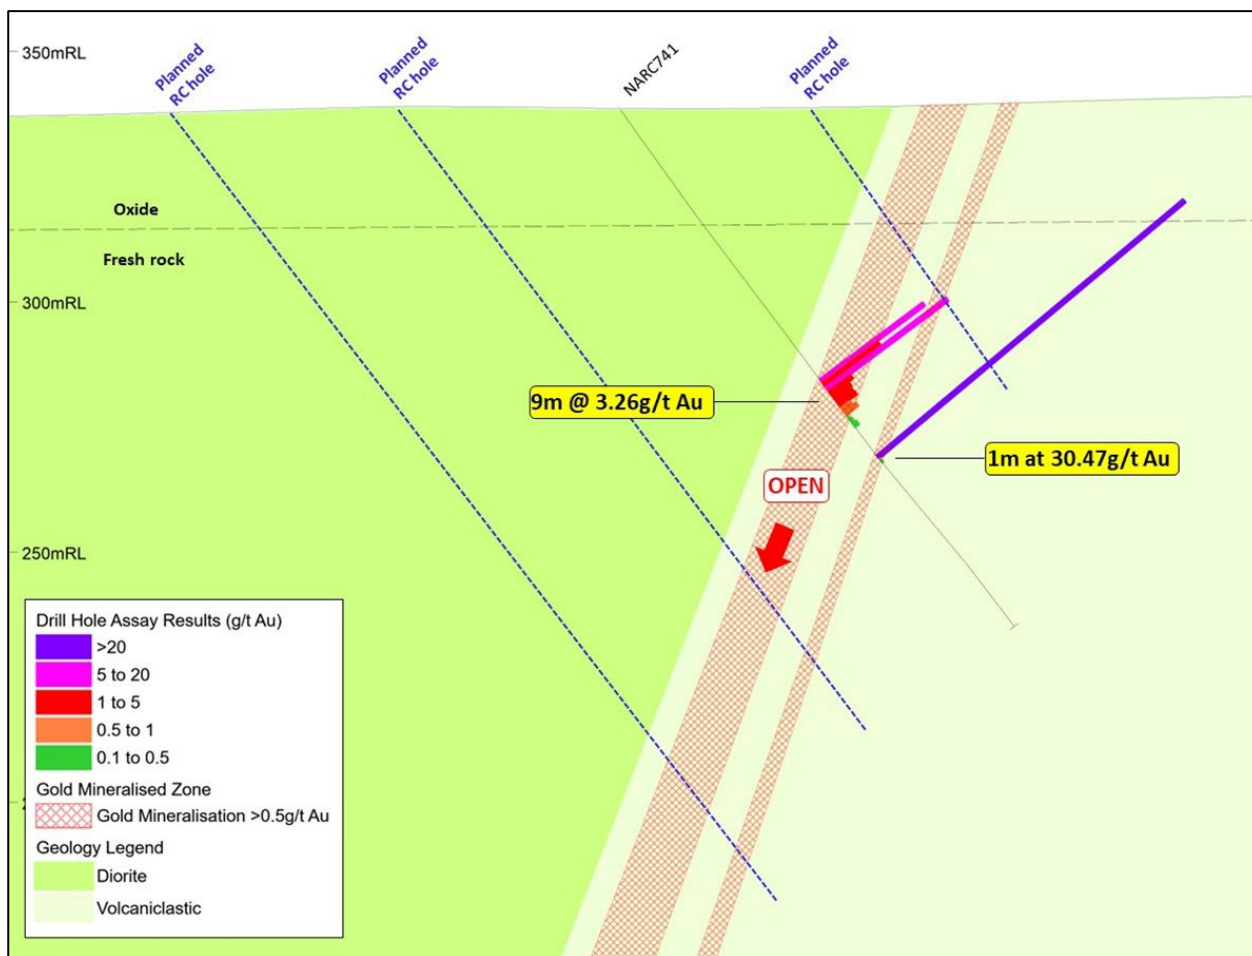 350mRL
Planned
RC hole
Planned
RC hole
NARC741
Planned
RC hole
Oxide
Fresh rock
300mRL
9m @ 3.26g/t Au
1m at 30.47g/t Au
OPEN
250mRL
Drill Hole Assay Results (g/t Au)
>20
5 to 20
1 to 5
0.5 to 1
0.1 to 0.5
Gold Mineralised Zone
Gold Mineralisation >0.5g/t Au
Geology Legend
Diorite
Volcaniclastic